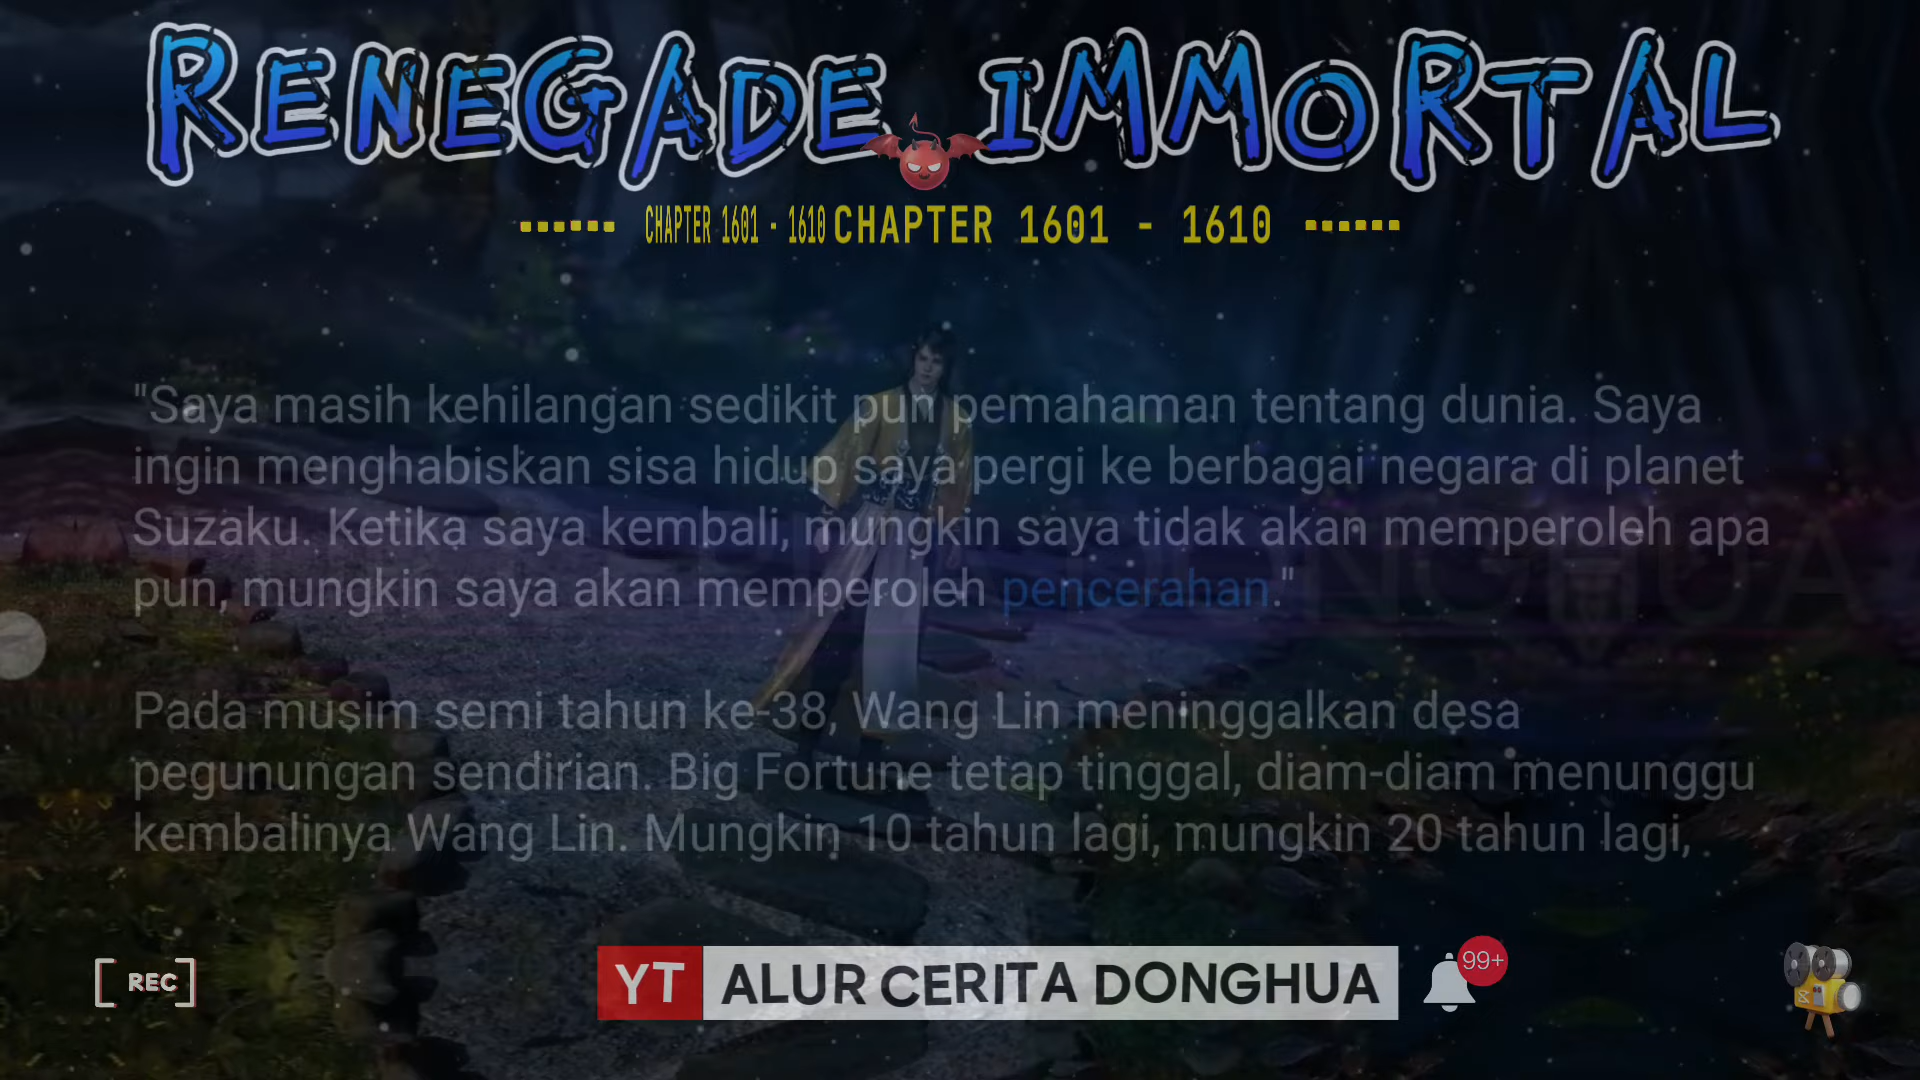 RENEGADE IMMORTAL
CHAPTER 1601 - 1610 CHAPTER 1601 - 1610
"Saya masih kehilangan sedikit pun pemahaman tentang dunia. Saya
ingin menghabiskan sisa hidup saya pergi ke berbagai negara di planet
Suzaku. Ketika saya kembali, mungkin saya tidak akan memperoleh apa
pun, mungkin saya akan memperoleh pencerahan."
DONGHUA
Pada musim semi tahun ke-38, Wang Lin meninggalkan desa
pegunungan sendirian. Big Fortune tetap tinggal, diam-diam menunggu
kembalinya Wang Lin. Mungkin 10 tahun lagi, mungkin 20 tahun lagi,
[REC]
YT ALUR CERITA DONGHUA
99+